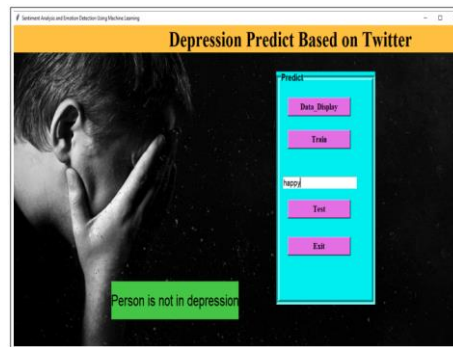 Sentiment Analysis and Emotion Detection Using Machine Learning
Depression Predict Based on Twitter
Predict
Data_Display
Train
happy
Test
Exit
Person is not in depression